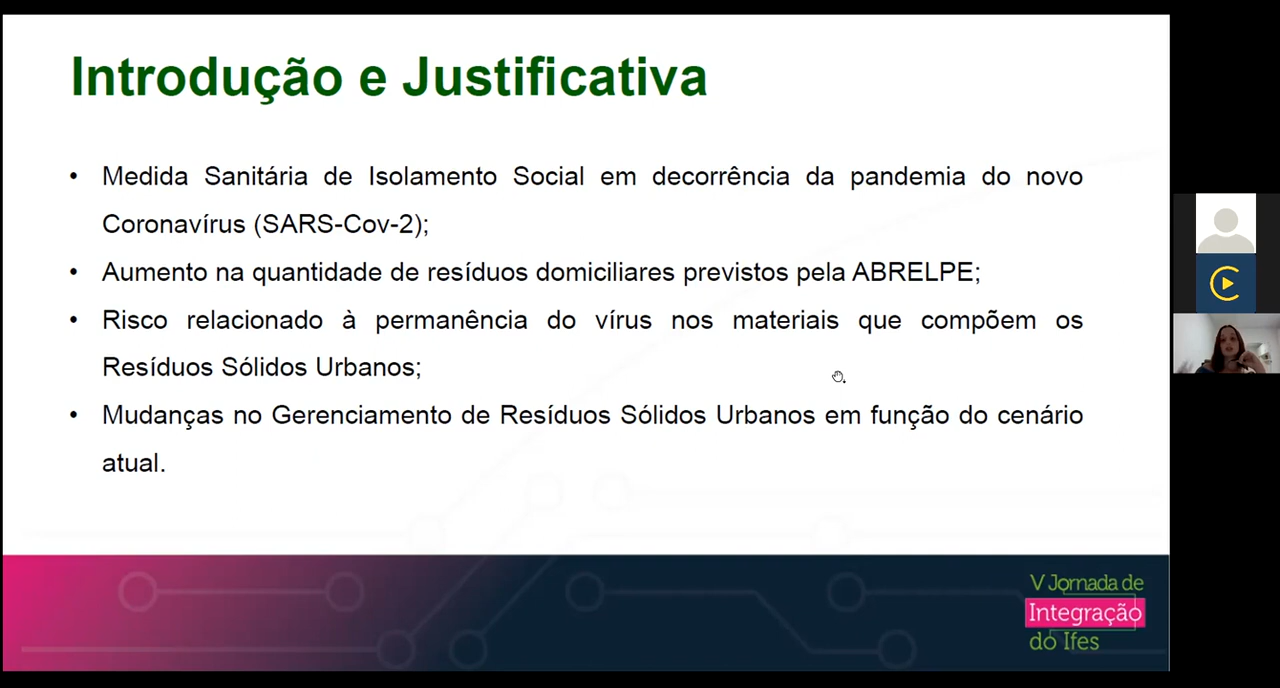 Introdução e Justificativa
• Medida Sanitária de Isolamento Social em decorrência da pandemia do novo
Coronavírus (SARS-Cov-2);
• Aumento na quantidade de resíduos domiciliares previstos pela ABRELPE;
• Risco relacionado à permanência do vírus nos materiais que compõem os
Resíduos Sólidos Urbanos;
• Mudanças no Gerenciamento de Resíduos Sólidos Urbanos em função do cenário
atual.
V Jornada de
Integração
do Ifes